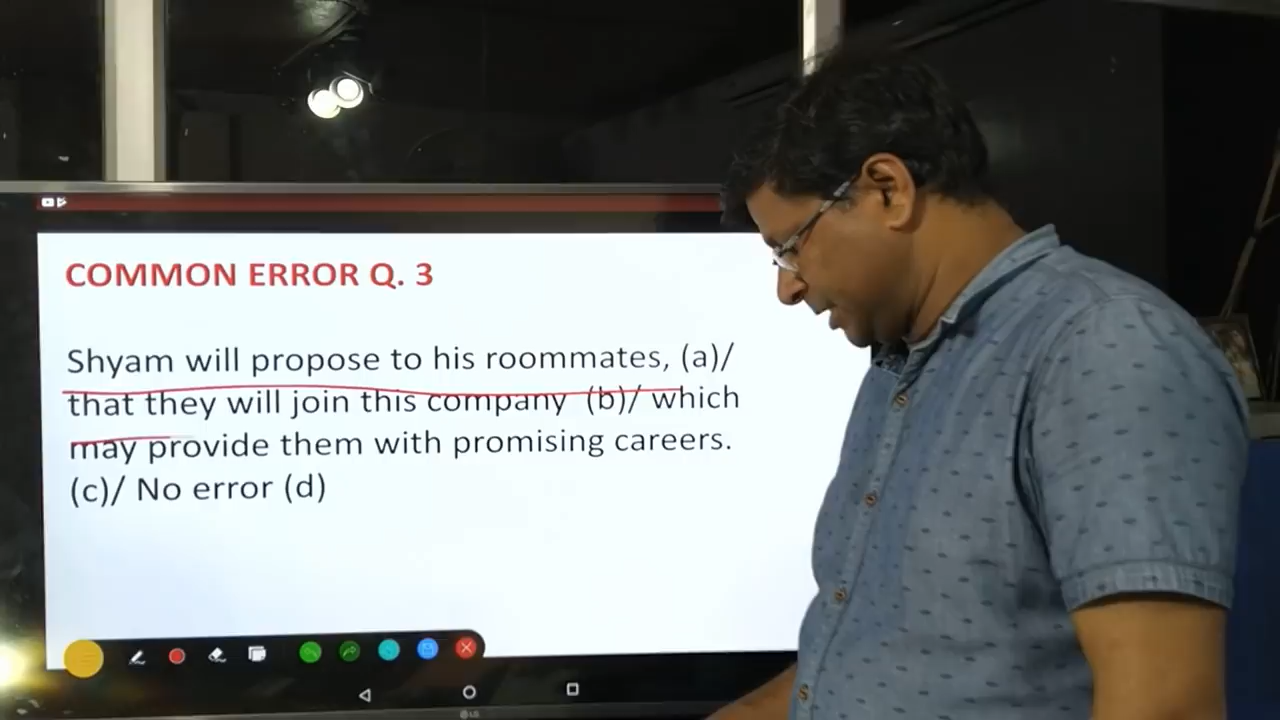 COMMON ERROR Q. 3
Shyam will propose to his roommates, (a)/
that they will join this company (b)/ which
may provide them with promising careers.
(c)/ No error (d)
LG